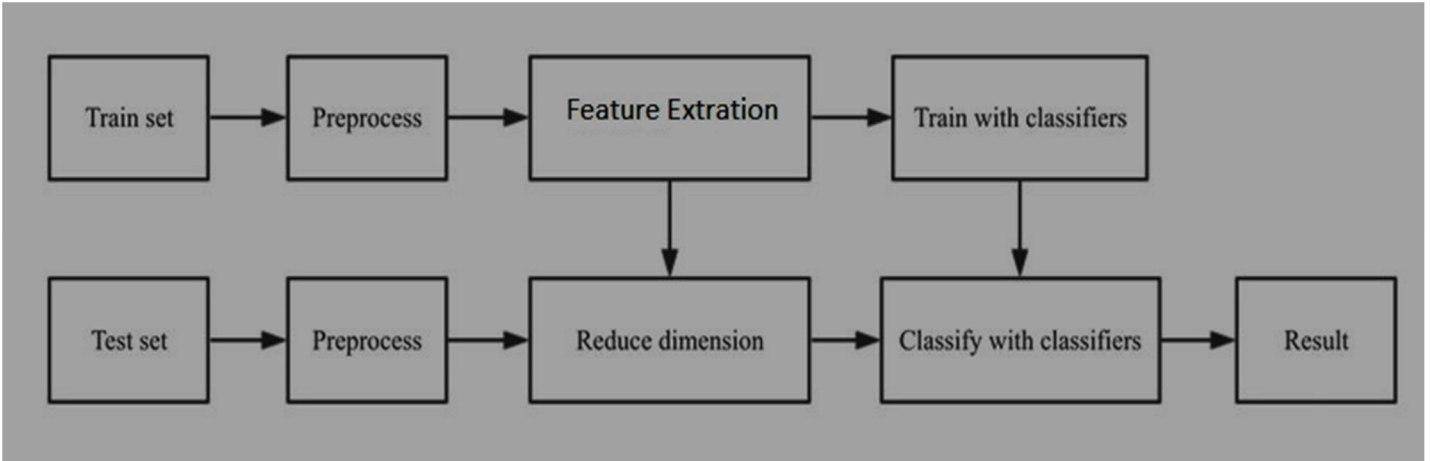 Train set
Preprocess
Feature Extration
Train with classifiers
Test set
Preprocess
Reduce dimension
Classify with classifiers
Result